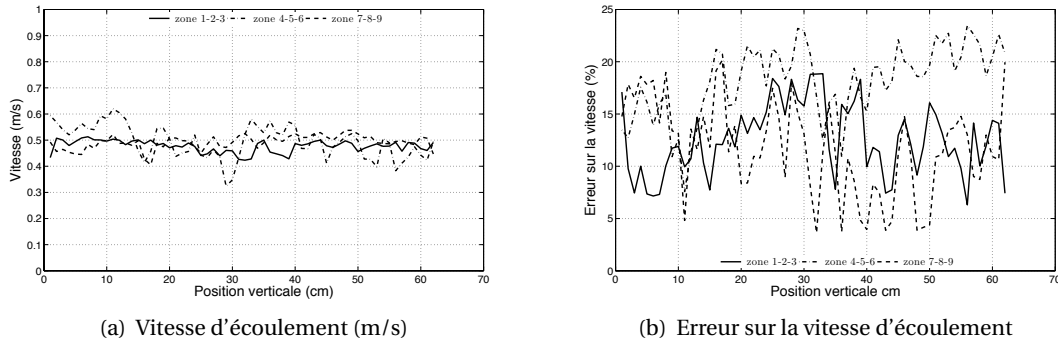 zone 1-2-3 zone 4-5-6 zone 7-8-9
1
0.9
0.8
0.7
0.6
0.5
0.4
0.3
0.2
0.1
0
Vitesse (m/s)
0 10 20 30 40 50 60 70
Position verticale (cm)
(a) Vitesse d'écoulement (m/s)
25
20
15
10
5
0
Erreur sur la vitesse (%)
zone 1-2-3 zone 4-5-6 zone 7-8-9
0 10 20 30 40 50 60 70
Position verticale cm
(b) Erreur sur la vitesse d'écoulement